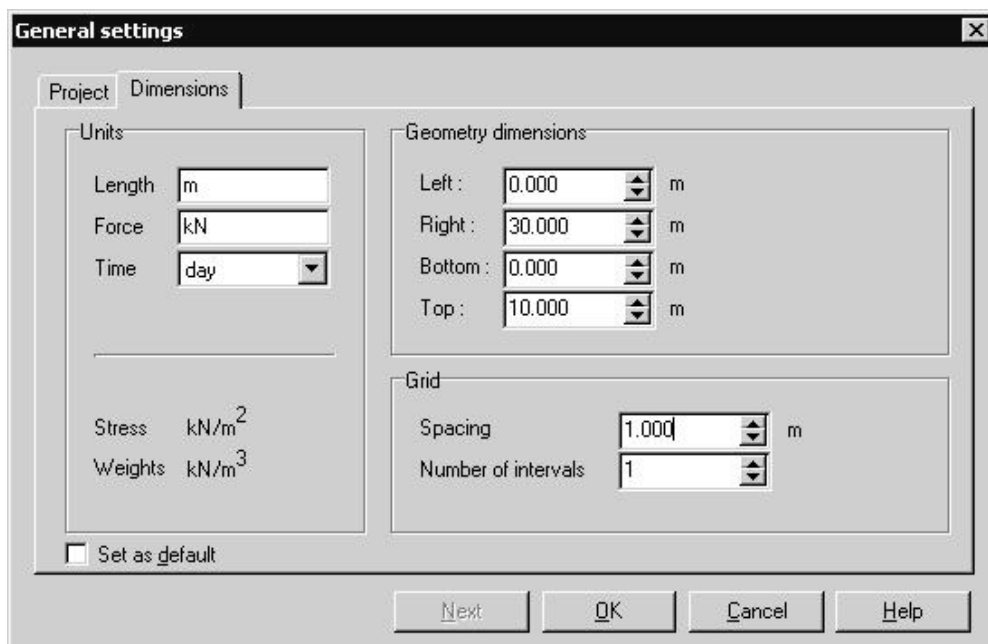 General settings
Project Dimensions
Units
Length m
Force kN
Time day
Stress kN/m²
Weights kN/m³
Set as default
Geometry dimensions
Left : 0.000 m
Right : 30.000 m
Bottom : 0.000 m
Top : 10.000 m
Grid
Spacing 1.000 m
Number of intervals 1
Next OK Cancel Help